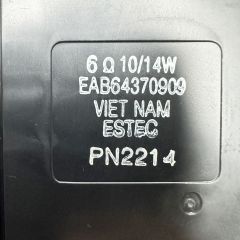 6 Ω 10/14W
EAB64370909
VIET NAM
ESTEC
PN2214